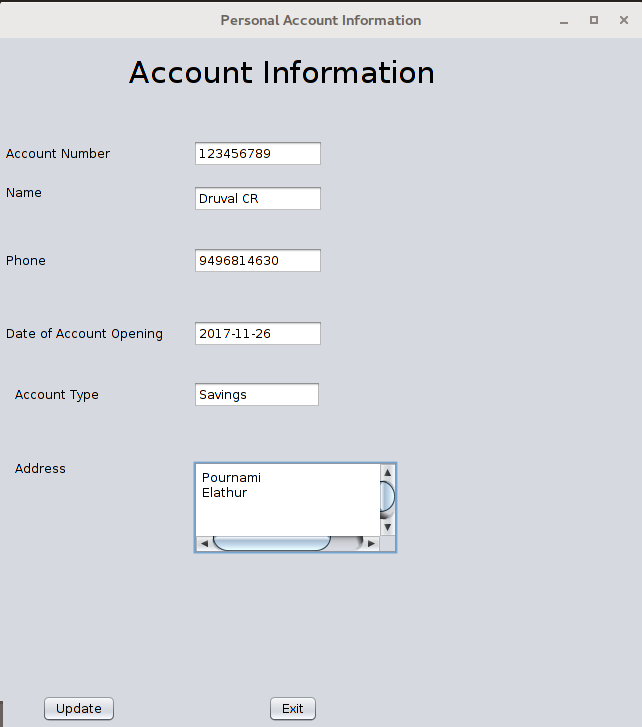 Personal Account Information
Account Information
Account Number 123456789
Name Druval CR
Phone 9496814630
Date of Account Opening 2017-11-26
Account Type Savings
Address Pournami
Elathur
Update Exit